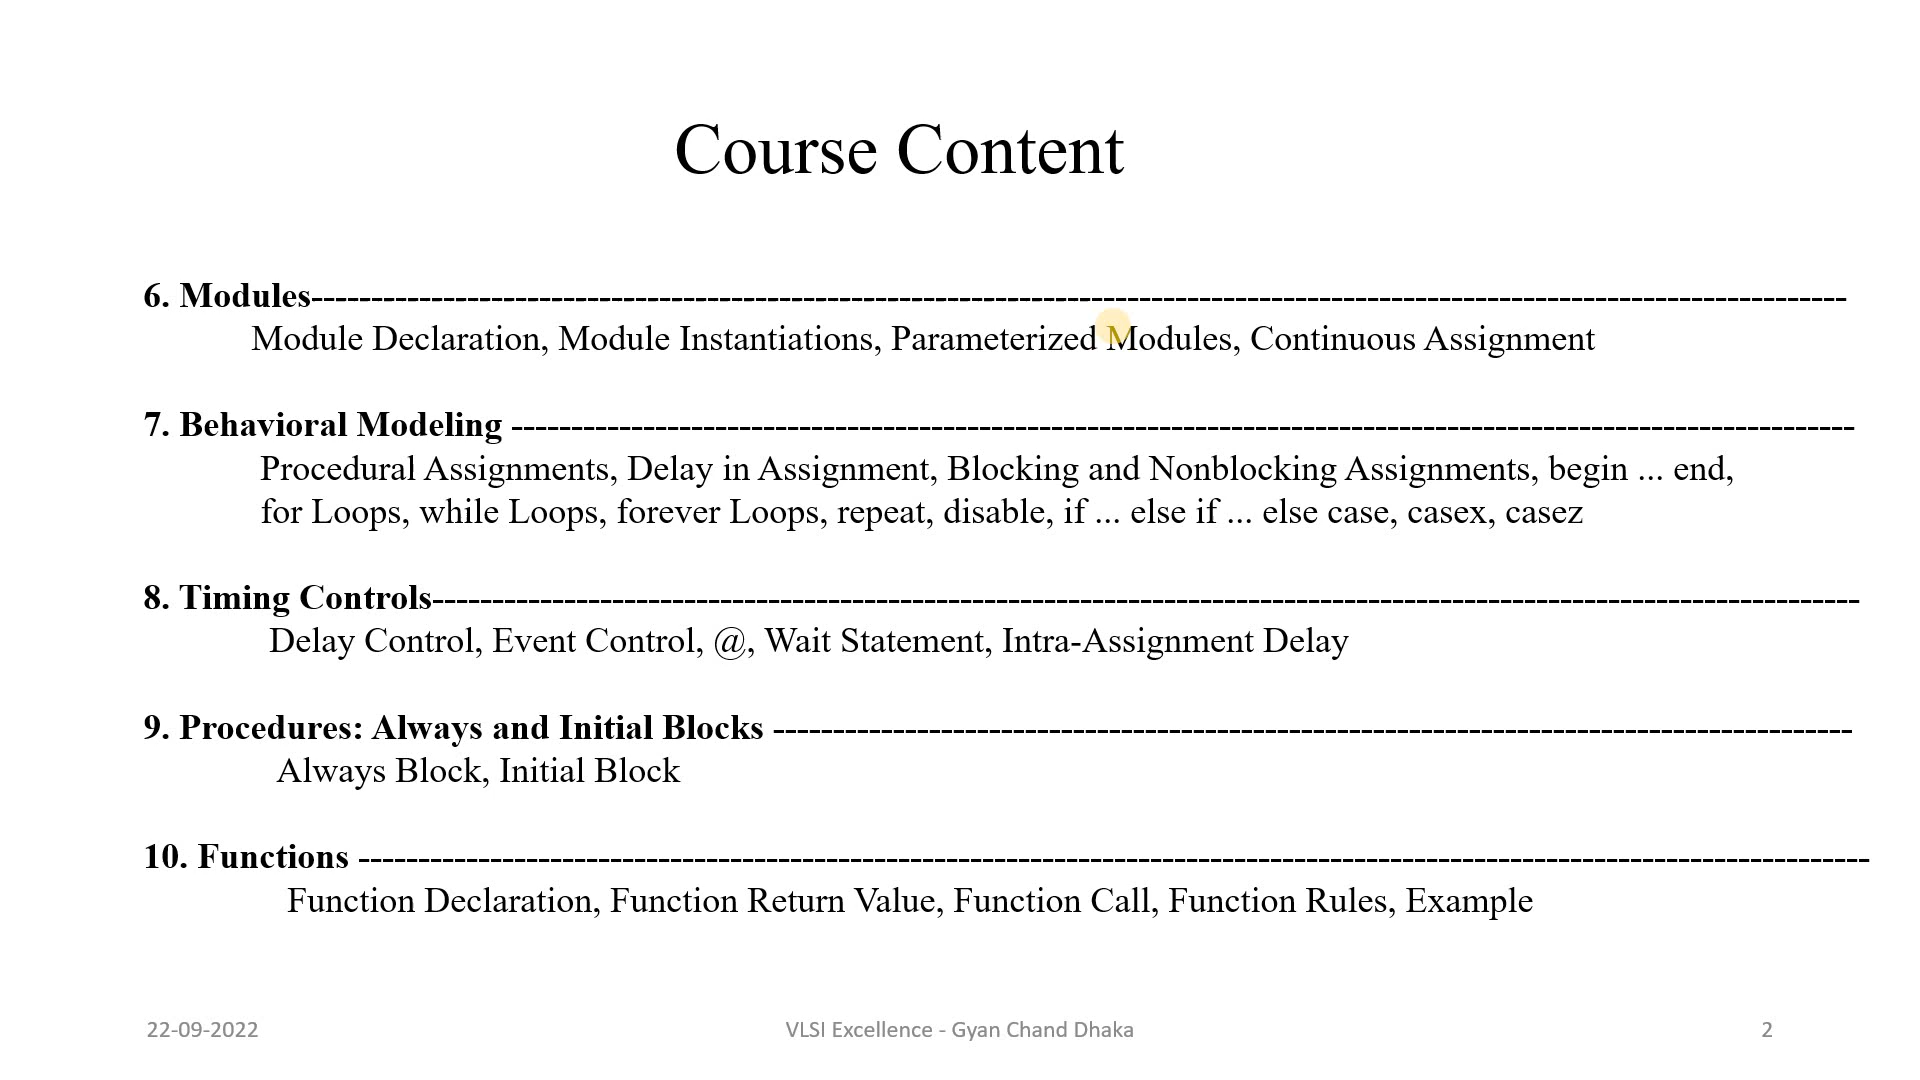 Course Content
6. Modules--------------------------------------------------------------------------------------------------------------------------------
Module Declaration, Module Instantiations, Parameterized Modules, Continuous Assignment
7. Behavioral Modeling ----------------------------------------------------------------------------------------------------------------
Procedural Assignments, Delay in Assignment, Blocking and Nonblocking Assignments, begin ... end,
for Loops, while Loops, forever Loops, repeat, disable, if ... else if ... else case, casex, casez
8. Timing Controls-----------------------------------------------------------------------------------------------------------------------
Delay Control, Event Control, @, Wait Statement, Intra-Assignment Delay
9. Procedures: Always and Initial Blocks ------------------------------------------------------------------------------------------
Always Block, Initial Block
10. Functions ------------------------------------------------------------------------------------------------------------------------------
Function Declaration, Function Return Value, Function Call, Function Rules, Example
22-09-2022
VLSI Excellence - Gyan Chand Dhaka
2